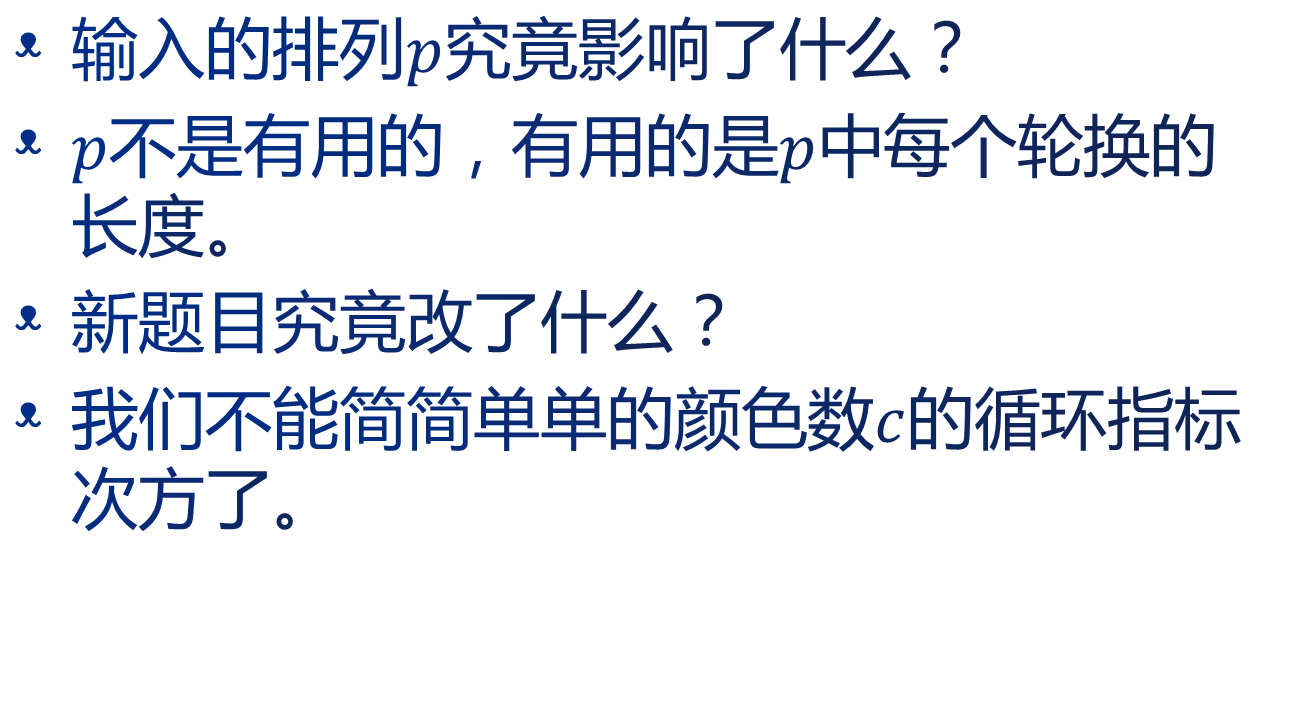 输入的排列p究竟影响了什么？
p不是有用的，有用的是p中每个轮换的
长度。
新题目究竟改了什么？
我们不能简简单单的颜色数c的循环指标
次方了。